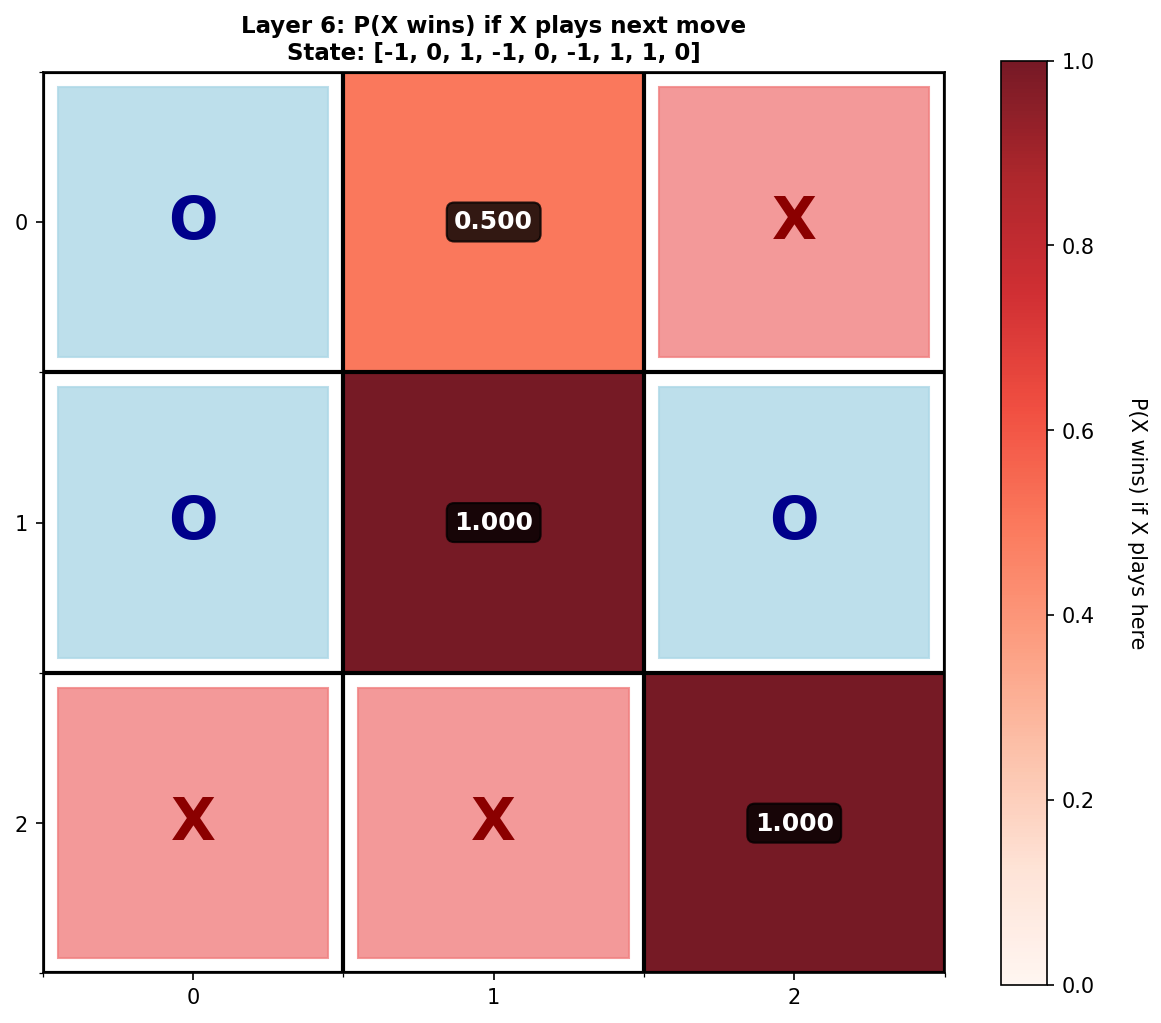 Layer 6: P(X wins) if X plays next move
State: [-1, 0, 1, -1, 0, -1, 1, 1, 0]
0
O
0.500
X
1
O
1.000
O
2
X
X
1.000
0
1
2
1.0
0.8
0.6
0.4
0.2
0.0
P(X wins) if X plays here